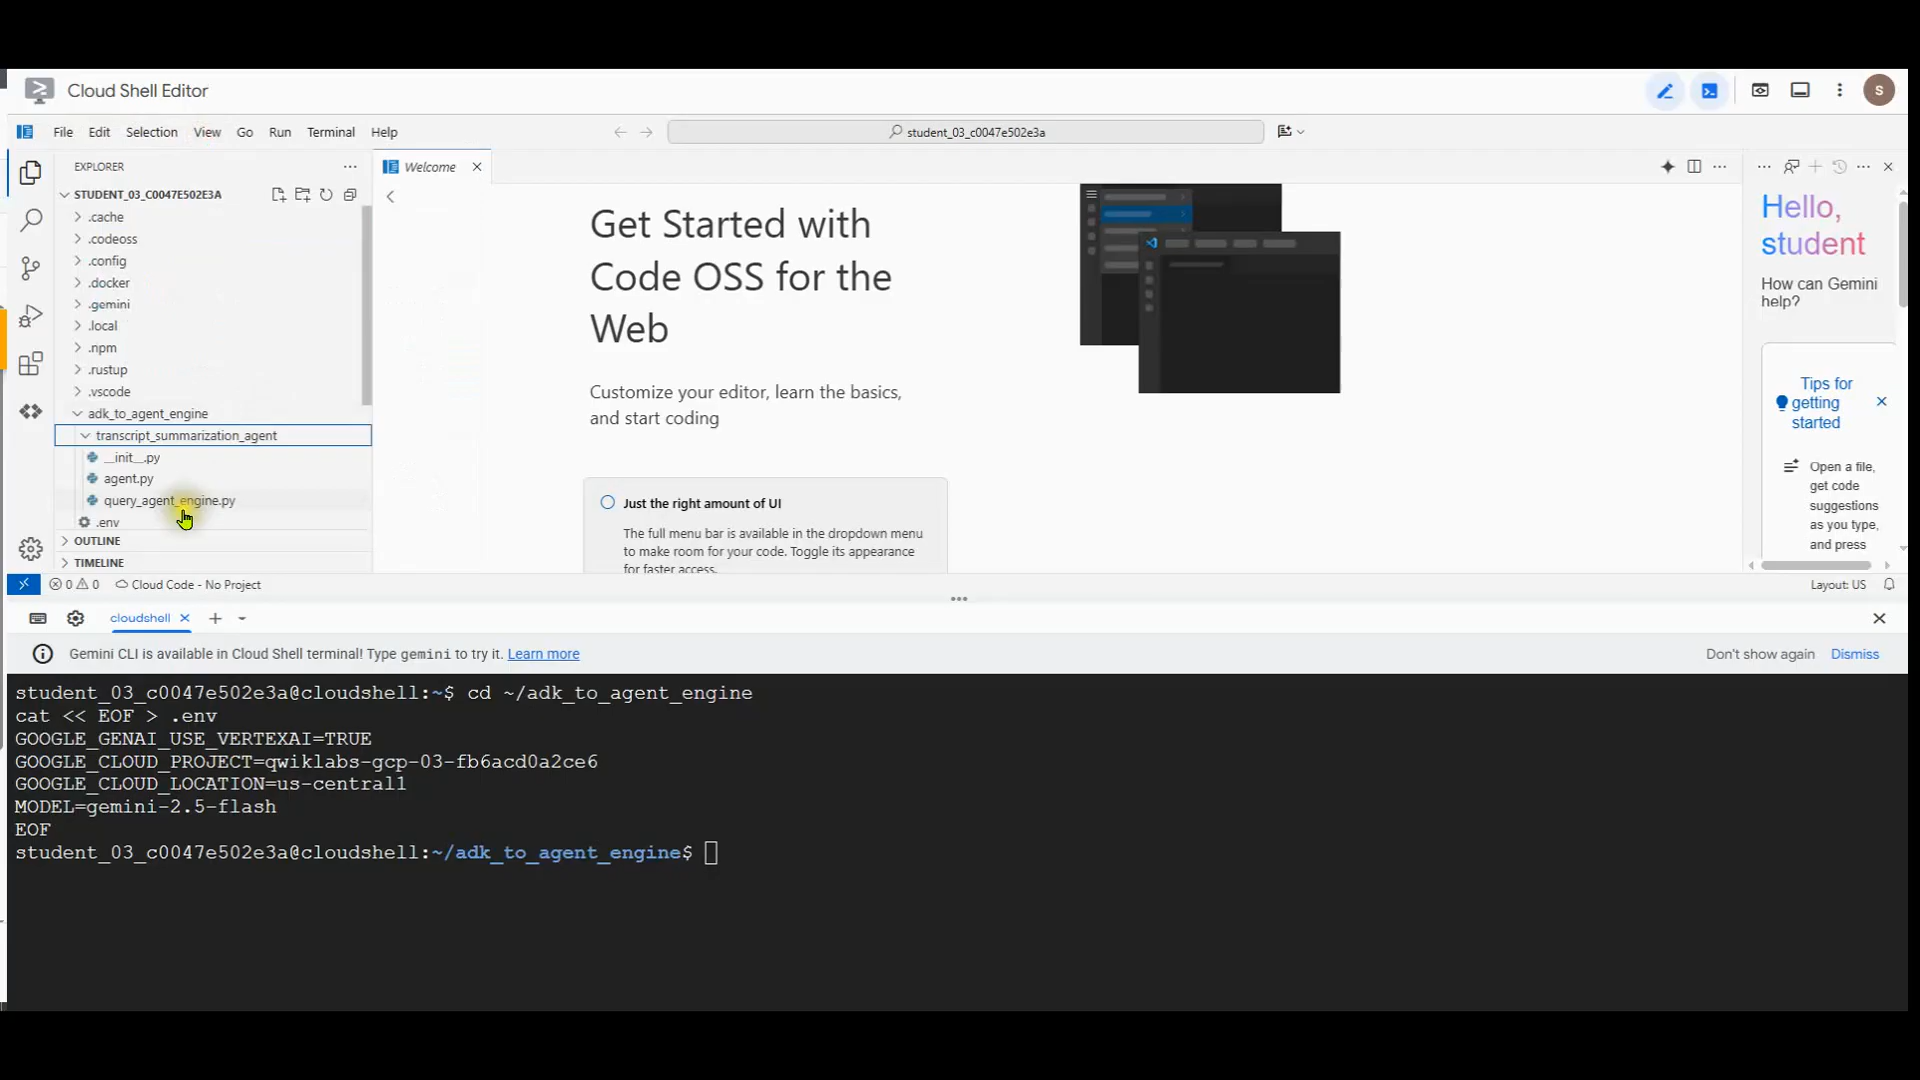 Cloud Shell Editor
S
File Edit Selection View Go Run Terminal Help
student_03_c0047e502e3a
EXPLORER
Welcome
STUDENT_03_C0047E502E3A
.cache
.codeoss
.config
.docker
.gemini
.local
.npm
.rustup
.vscode
adk_to_agent_engine
transcript_summarization_agent
__init__.py
agent.py
query_agent_engine.py
.env
OUTLINE
TIMELINE
Get Started with
Code OSS for the
Web
Customize your editor, learn the basics,
and start coding
Just the right amount of UI
The full menu bar is available in the dropdown menu
to make room for your code. Toggle its appearance
for faster access.
Hello,
student
How can Gemini
help?
Tips for
getting
started
Open a file,
get code
suggestions
as you type,
and press
0 0 Cloud Code - No Project
Layout: US
cloudshell
Gemini CLI is available in Cloud Shell terminal! Type gemini to try it. Learn more
Don't show again Dismiss
student_03_c0047e502e3a@cloudshell:~$ cd ~/adk_to_agent_engine
cat << EOF > .env
GOOGLE_GENAI_USE_VERTEXAI=TRUE
GOOGLE_CLOUD_PROJECT=qwiklabs-gcp-03-fb6acd0a2ce6
GOOGLE_CLOUD_LOCATION=us-central1
MODEL=gemini-2.5-flash
EOF
student_03_c0047e502e3a@cloudshell:~/adk_to_agent_engine$